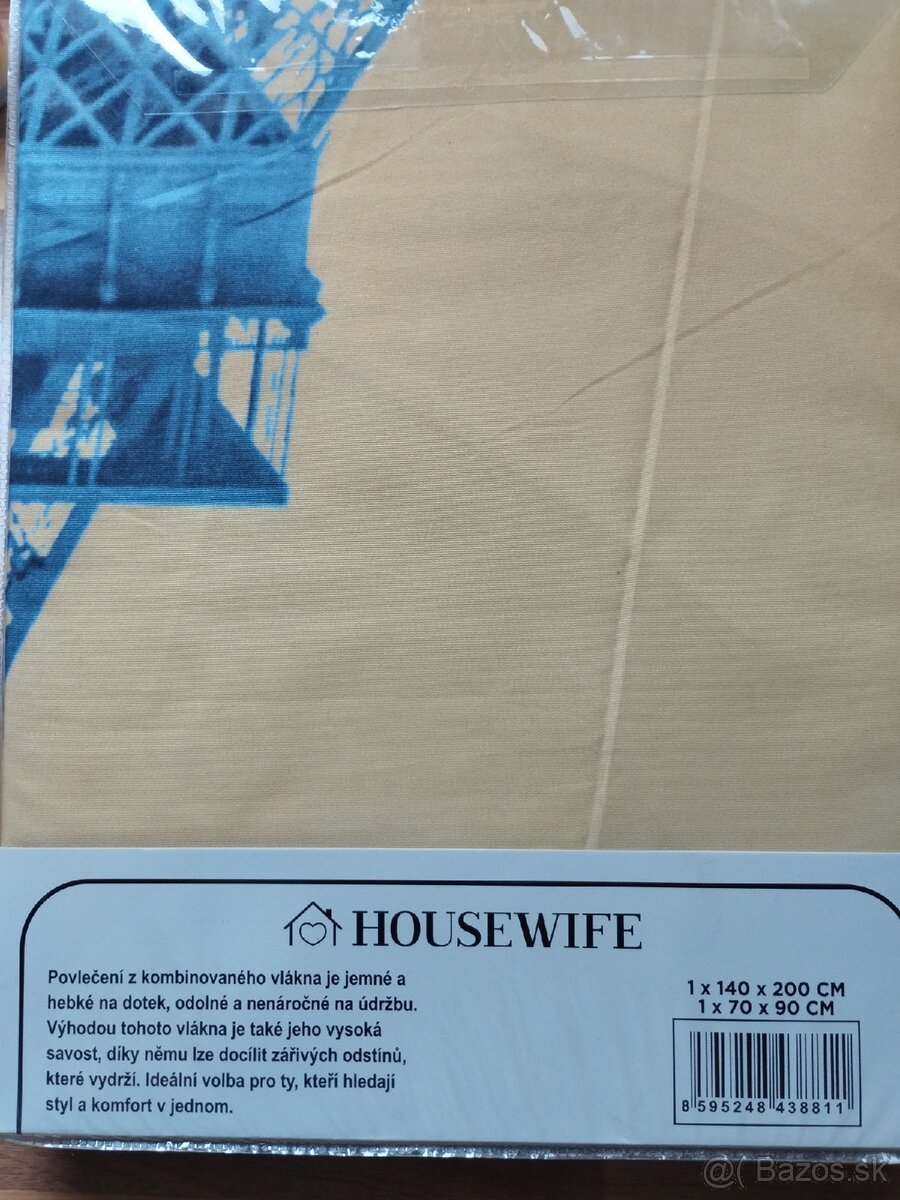 HOUSEWIFE
Povlečení z kombinovaného vlákna je jemné a
hebké na dotek, odolné a nenáročné na údržbu.
Výhodou tohoto vlákna je také jeho vysoká
savost, díky němu lze docílit zářivých odstínů,
které vydrží. Ideální volba pro ty, kteří hledají
styl a komfort v jednom.
1 x 140 x 200 CM
1 x 70 x 90 CM
8 595248 438811
@( Bazos.sk